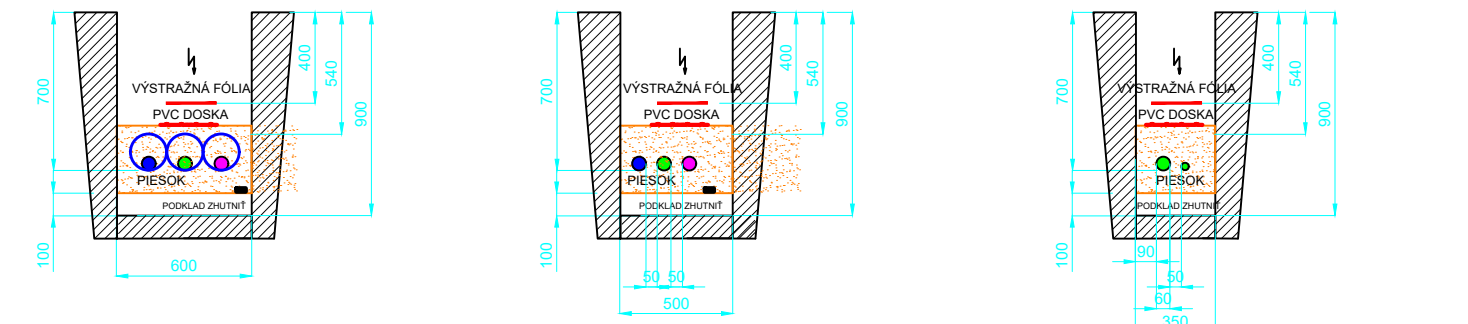 700
VÝSTRAŽNÁ FÓLIA
PVC DOSKA
PIESOK
PODKLAD ZHUTNIŤ
400
540
900
100
600
700
VÝSTRAŽNÁ FÓLIA
PVC DOSKA
PIESOK
PODKLAD ZHUTNIŤ
400
540
900
100
50
50
500
700
VÝSTRAŽNÁ FÓLIA
PVC DOSKA
PIESOK
PODKLAD ZHUTNIŤ
400
540
900
100
90
50
60
350